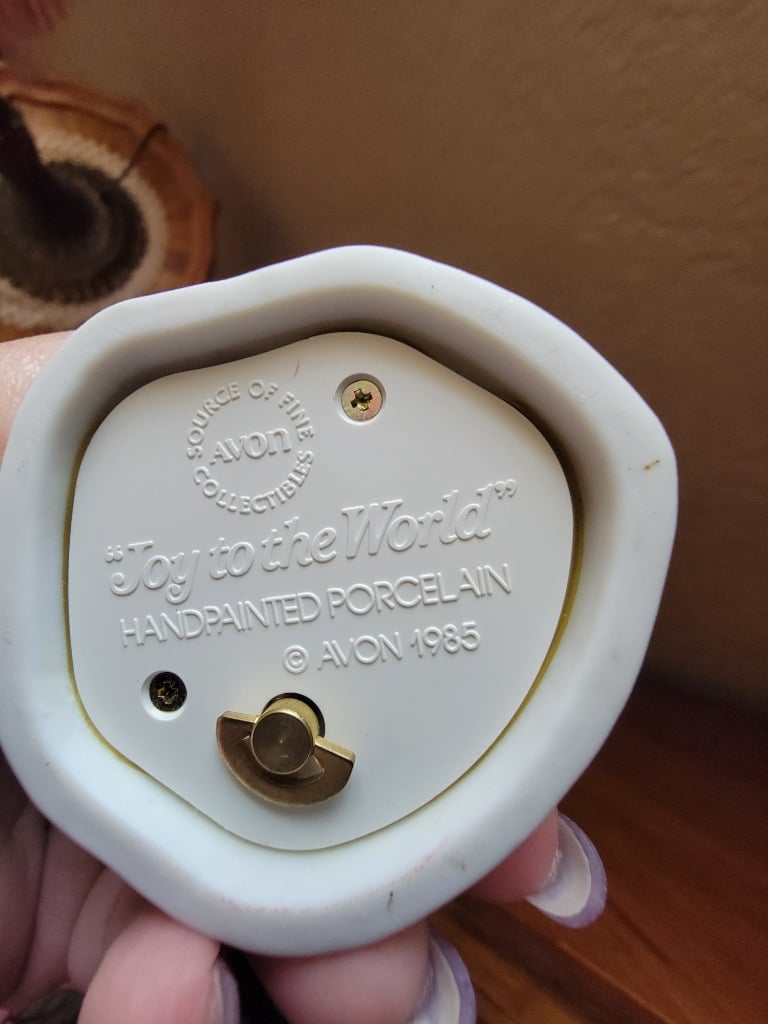 SOURCE OF FINE
AVON
COLLECTIBLES
“Joy to the World”
HANDPAINTED PORCELAIN
© AVON 1985